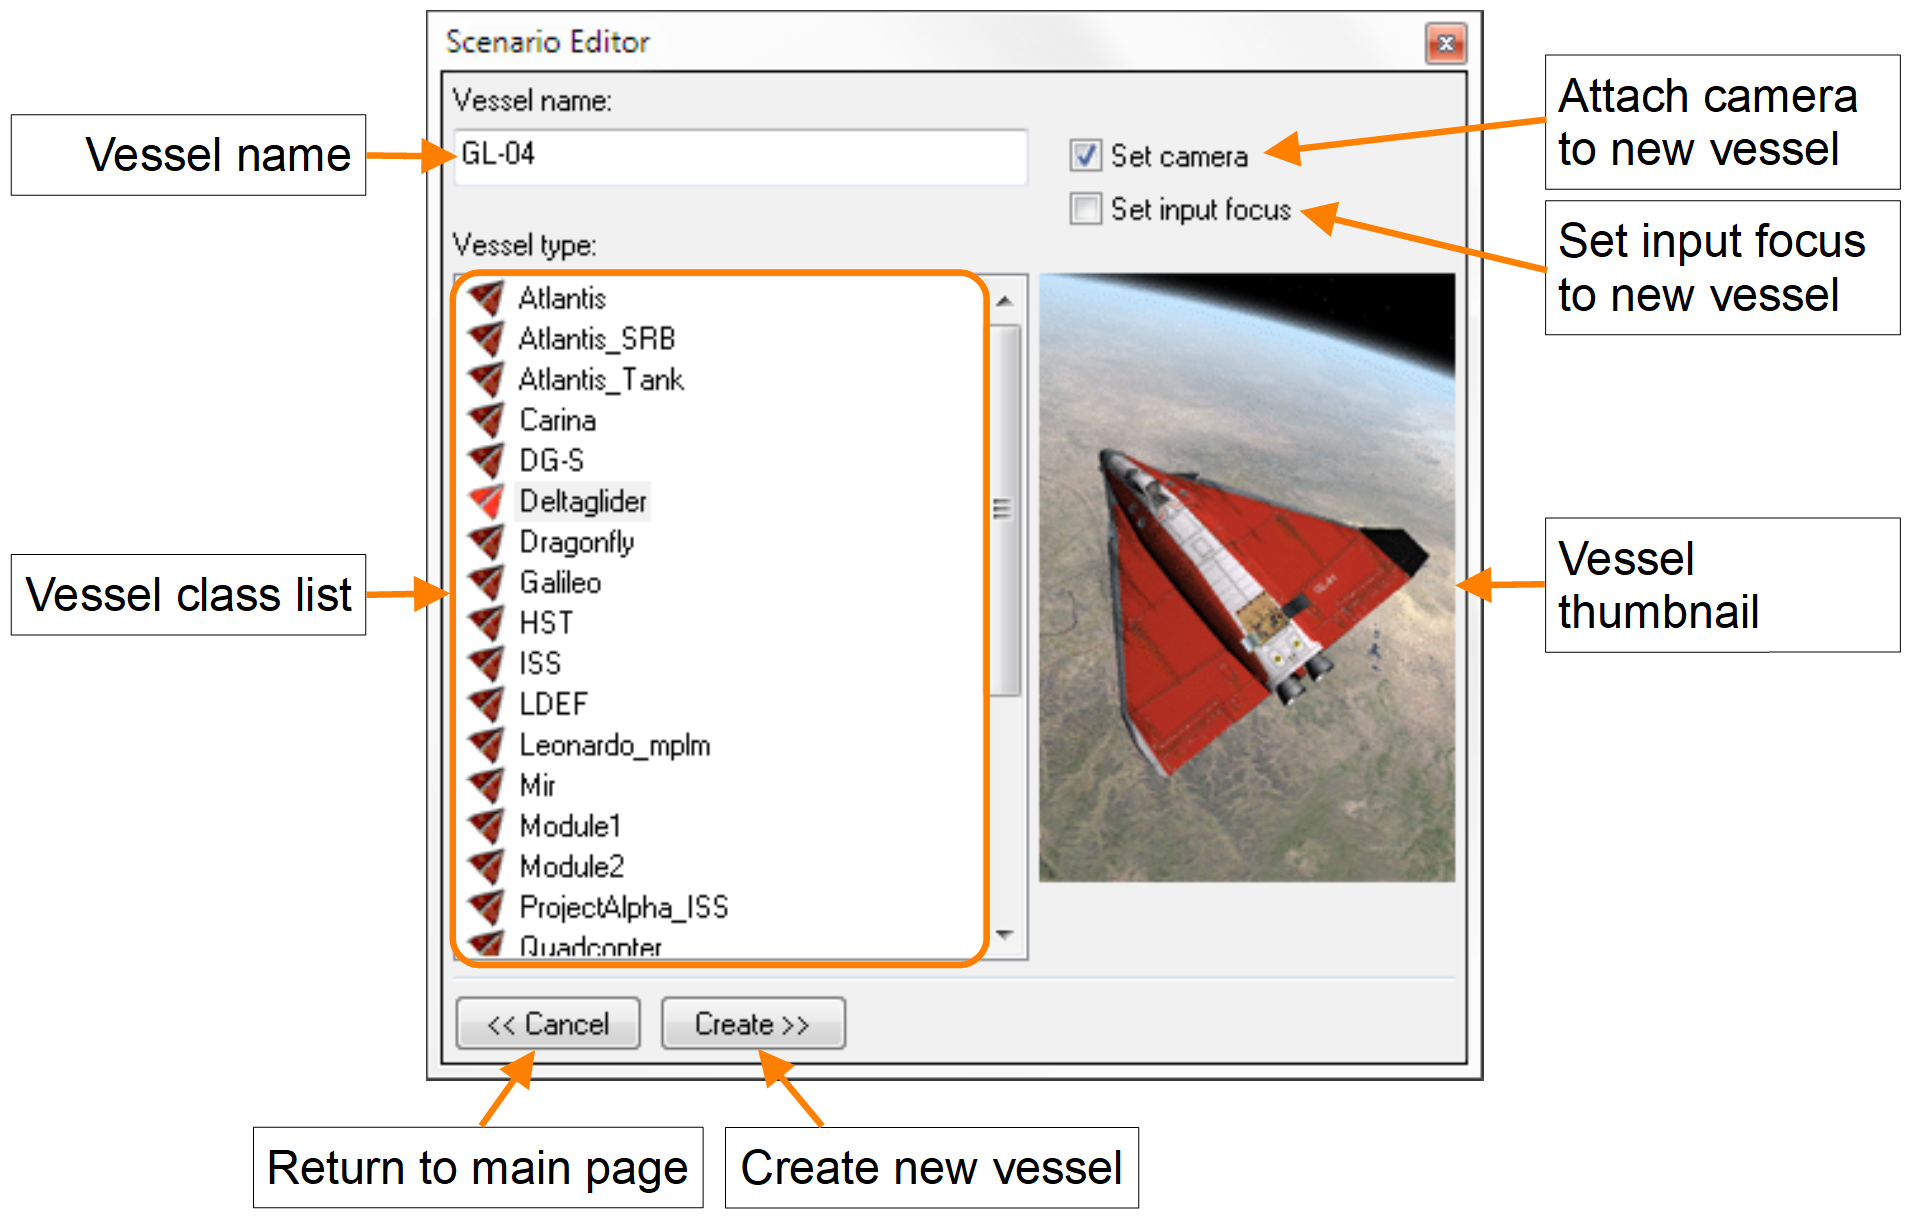 Scenario Editor
Vessel name:
Vessel name
GL-04
Set camera
Attach camera
to new vessel
Set input focus
Set input focus
to new vessel
Vessel type:
Atlantis
Atlantis_SRB
Atlantis_Tank
Carina
DG-S
Deltaglider
Dragonfly
Galileo
HST
ISS
LDEF
Leonardo_mplm
Mir
Module1
Module2
ProjectAlpha_ISS
Quadcopter
Vessel class list
Vessel
thumbnail
<< Cancel
Create >>
Return to main page
Create new vessel